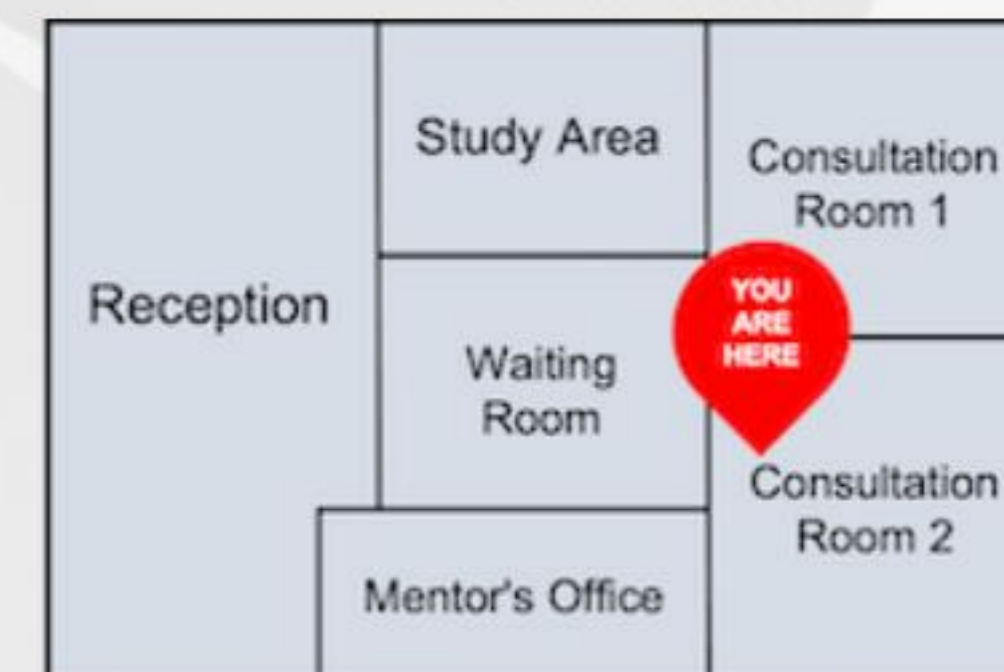 Study Area
Consultation
Room 1
Reception
YOU
ARE
HERE
Waiting
Room
Consultation
Room 2
Mentor's Office